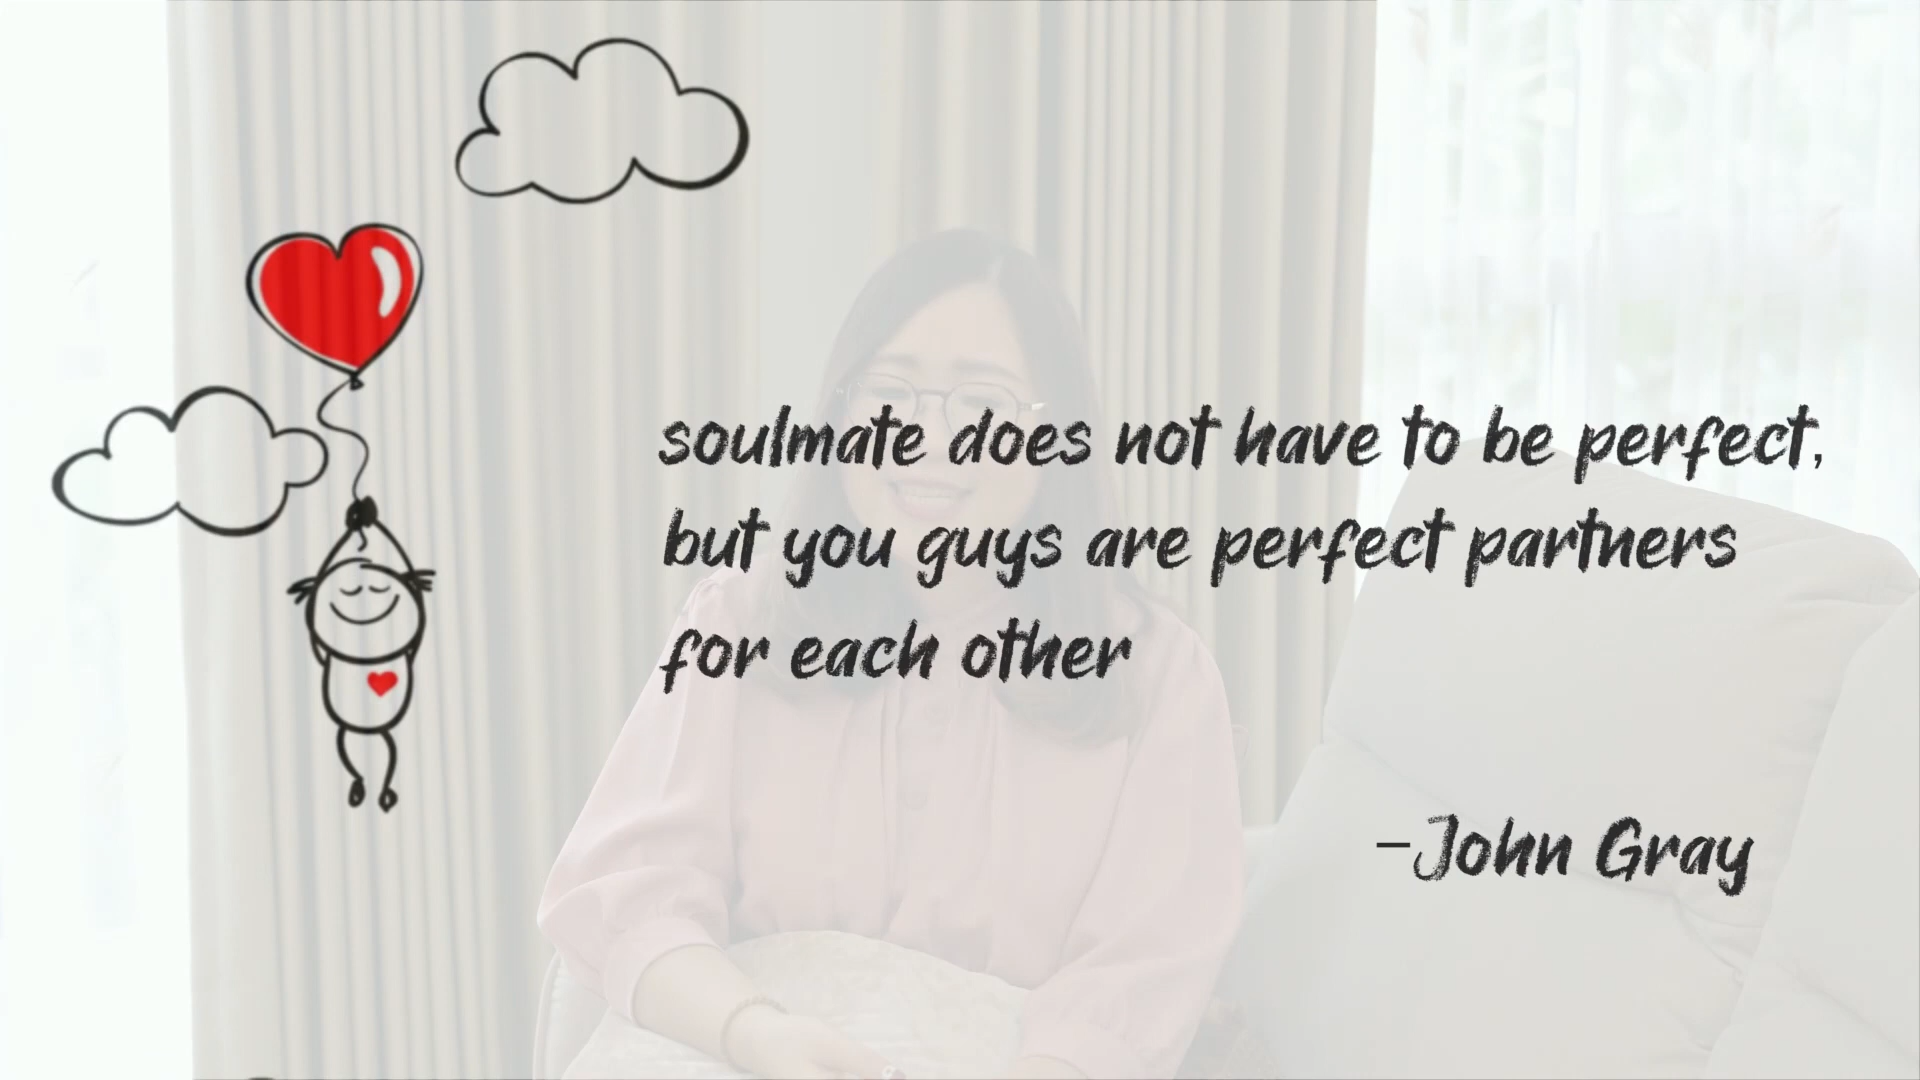 soulmate does not have to be perfect,
but you guys are perfect partners
for each other
-John Gray